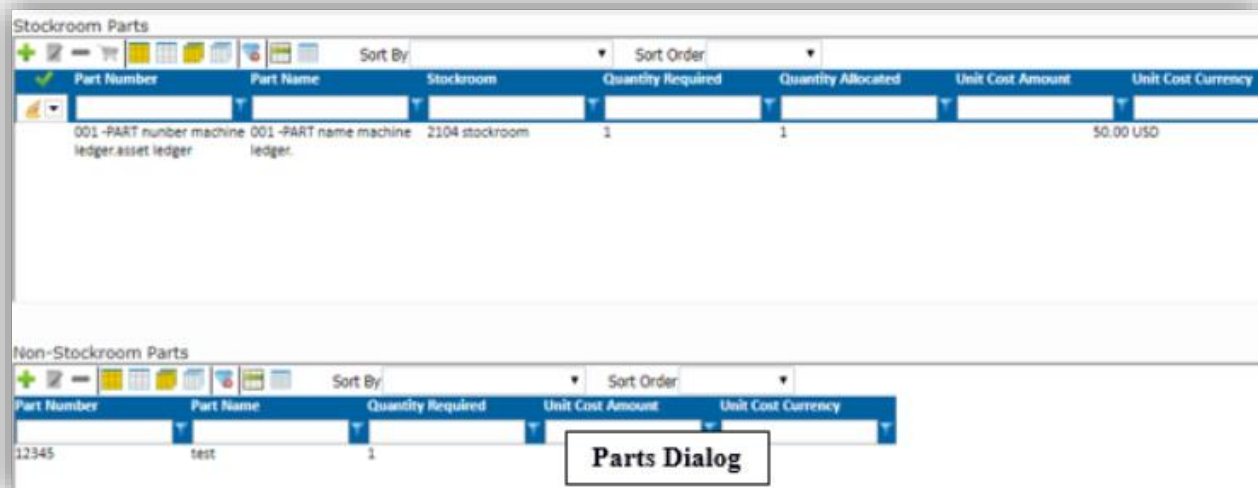 Stockroom Parts
Sort By Sort Order
Part Number Part Name Stockroom Quantity Required Quantity Allocated Unit Cost Amount Unit Cost Currency
001 -PART nunber machine 001 -PART name machine 2104 stockroom 1 1 50.00 USD
ledger.asset ledger ledger.
Non-Stockroom Parts
Sort By Sort Order
Part Number Part Name Quantity Required Unit Cost Amount Unit Cost Currency
12345 test 1
Parts Dialog